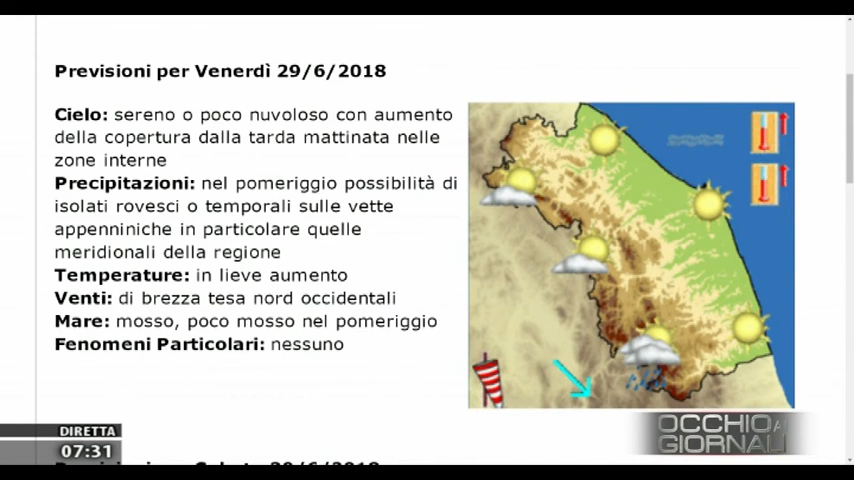 Previsioni per Venerdì 29/6/2018
Cielo: sereno o poco nuvoloso con aumento
della copertura dalla tarda mattinata nelle
zone interne
Precipitazioni: nel pomeriggio possibilità di
isolati rovesci o temporali sulle vette
appenniniche in particolare quelle
meridionali della regione
Temperature: in lieve aumento
Venti: di brezza tesa nord occidentali
Mare: mosso, poco mosso nel pomeriggio
Fenomeni Particolari: nessuno
DIRETTA
07:31
OCCHIO AI
GIORNALI